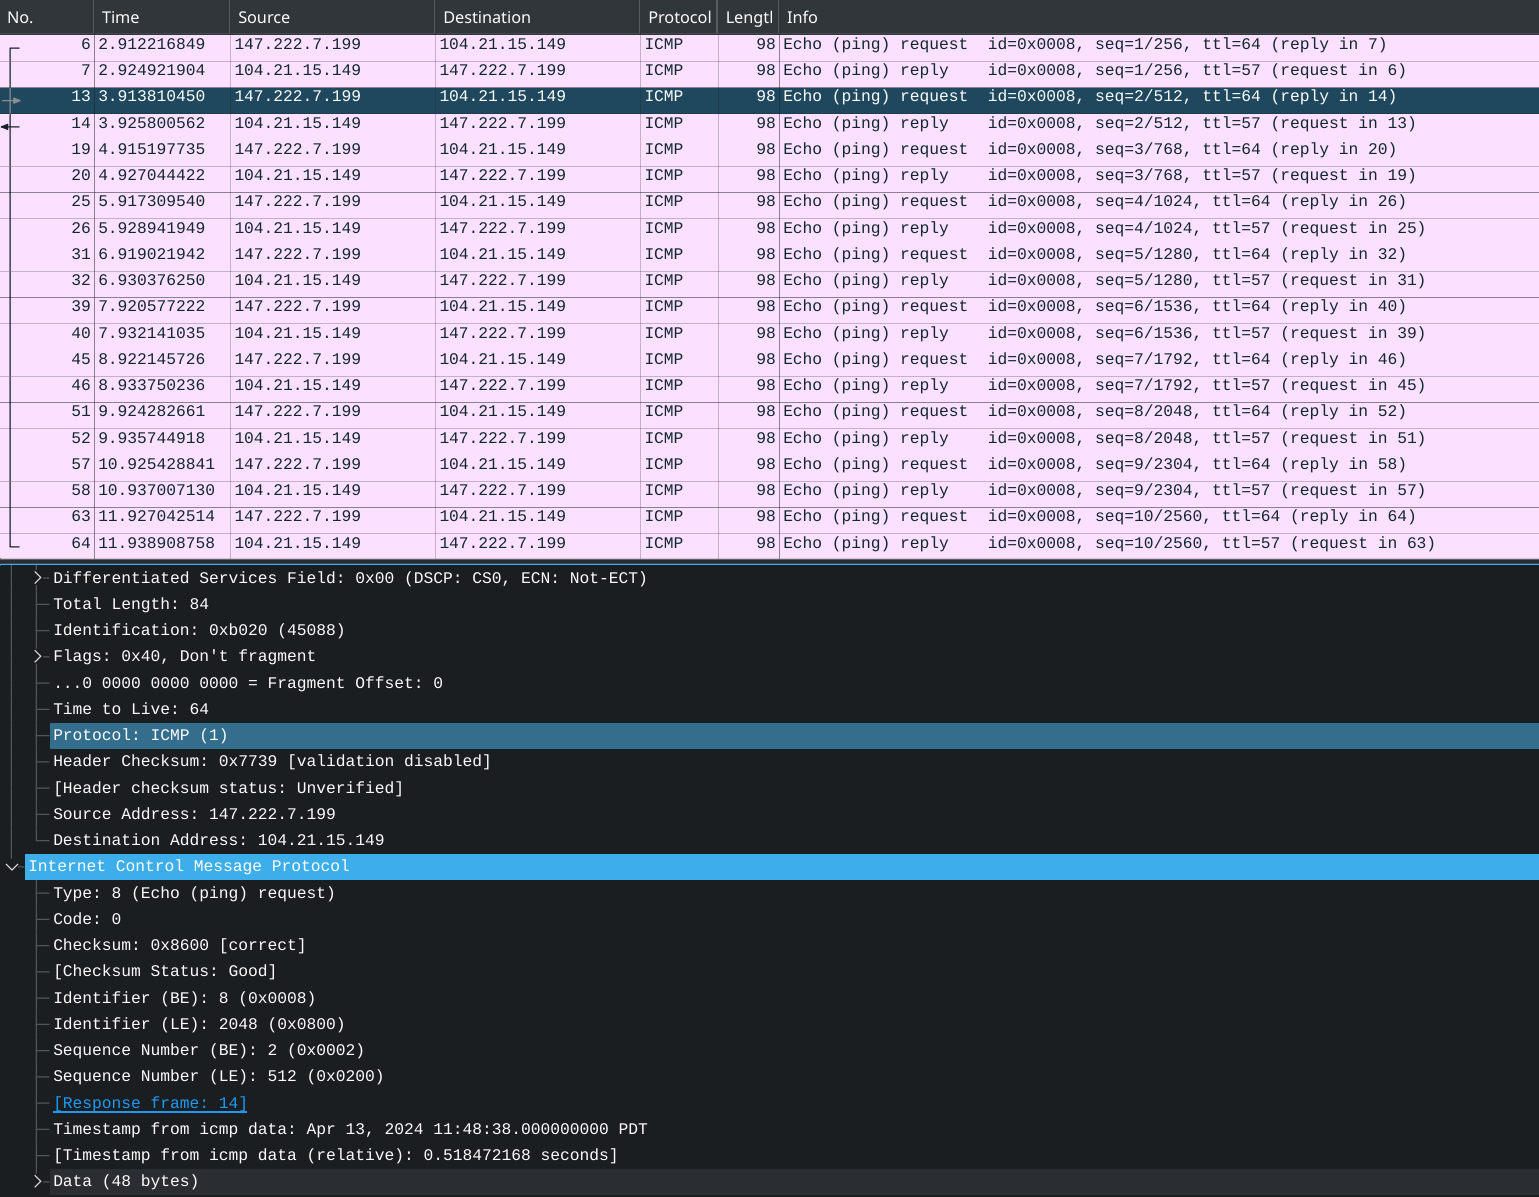 No. Time Source Destination Protocol Lengtl Info
6 2.912216849 147.222.7.199 104.21.15.149 ICMP 98 Echo (ping) request id=0x0008, seq=1/256, ttl=64 (reply in 7)
7 2.924921904 104.21.15.149 147.222.7.199 ICMP 98 Echo (ping) reply id=0x0008, seq=1/256, ttl=57 (request in 6)
13 3.913810450 147.222.7.199 104.21.15.149 ICMP 98 Echo (ping) request id=0x0008, seq=2/512, ttl=64 (reply in 14)
14 3.925800562 104.21.15.149 147.222.7.199 ICMP 98 Echo (ping) reply id=0x0008, seq=2/512, ttl=57 (request in 13)
19 4.915197735 147.222.7.199 104.21.15.149 ICMP 98 Echo (ping) request id=0x0008, seq=3/768, ttl=64 (reply in 20)
20 4.927044422 104.21.15.149 147.222.7.199 ICMP 98 Echo (ping) reply id=0x0008, seq=3/768, ttl=57 (request in 19)
25 5.917309540 147.222.7.199 104.21.15.149 ICMP 98 Echo (ping) request id=0x0008, seq=4/1024, ttl=64 (reply in 26)
26 5.928941949 104.21.15.149 147.222.7.199 ICMP 98 Echo (ping) reply id=0x0008, seq=4/1024, ttl=57 (request in 25)
31 6.919021942 147.222.7.199 104.21.15.149 ICMP 98 Echo (ping) request id=0x0008, seq=5/1280, ttl=64 (reply in 32)
32 6.930376250 104.21.15.149 147.222.7.199 ICMP 98 Echo (ping) reply id=0x0008, seq=5/1280, ttl=57 (request in 31)
39 7.920577222 147.222.7.199 104.21.15.149 ICMP 98 Echo (ping) request id=0x0008, seq=6/1536, ttl=64 (reply in 40)
40 7.932141035 104.21.15.149 147.222.7.199 ICMP 98 Echo (ping) reply id=0x0008, seq=6/1536, ttl=57 (request in 39)
45 8.922145726 147.222.7.199 104.21.15.149 ICMP 98 Echo (ping) request id=0x0008, seq=7/1792, ttl=64 (reply in 46)
46 8.933750236 104.21.15.149 147.222.7.199 ICMP 98 Echo (ping) reply id=0x0008, seq=7/1792, ttl=57 (request in 45)
51 9.924282661 147.222.7.199 104.21.15.149 ICMP 98 Echo (ping) request id=0x0008, seq=8/2048, ttl=64 (reply in 52)
52 9.935744918 104.21.15.149 147.222.7.199 ICMP 98 Echo (ping) reply id=0x0008, seq=8/2048, ttl=57 (request in 51)
57 10.925428841 147.222.7.199 104.21.15.149 ICMP 98 Echo (ping) request id=0x0008, seq=9/2304, ttl=64 (reply in 58)
58 10.937007130 104.21.15.149 147.222.7.199 ICMP 98 Echo (ping) reply id=0x0008, seq=9/2304, ttl=57 (request in 57)
63 11.927042514 147.222.7.199 104.21.15.149 ICMP 98 Echo (ping) request id=0x0008, seq=10/2560, ttl=64 (reply in 64)
64 11.938908758 104.21.15.149 147.222.7.199 ICMP 98 Echo (ping) reply id=0x0008, seq=10/2560, ttl=57 (request in 63)
Differentiated Services Field: 0x00 (DSCP: CS0, ECN: Not-ECT)
Total Length: 84
Identification: 0xb020 (45088)
Flags: 0x40, Don't fragment
...0 0000 0000 0000 = Fragment Offset: 0
Time to Live: 64
Protocol: ICMP (1)
Header Checksum: 0x7739 [validation disabled]
[Header checksum status: Unverified]
Source Address: 147.222.7.199
Destination Address: 104.21.15.149
Internet Control Message Protocol
Type: 8 (Echo (ping) request)
Code: 0
Checksum: 0x8600 [correct]
[Checksum Status: Good]
Identifier (BE): 8 (0x0008)
Identifier (LE): 2048 (0x0800)
Sequence Number (BE): 2 (0x0002)
Sequence Number (LE): 512 (0x0200)
[Response frame: 14]
Timestamp from icmp data: Apr 13, 2024 11:48:38.000000000 PDT
[Timestamp from icmp data (relative): 0.518472168 seconds]
Data (48 bytes)